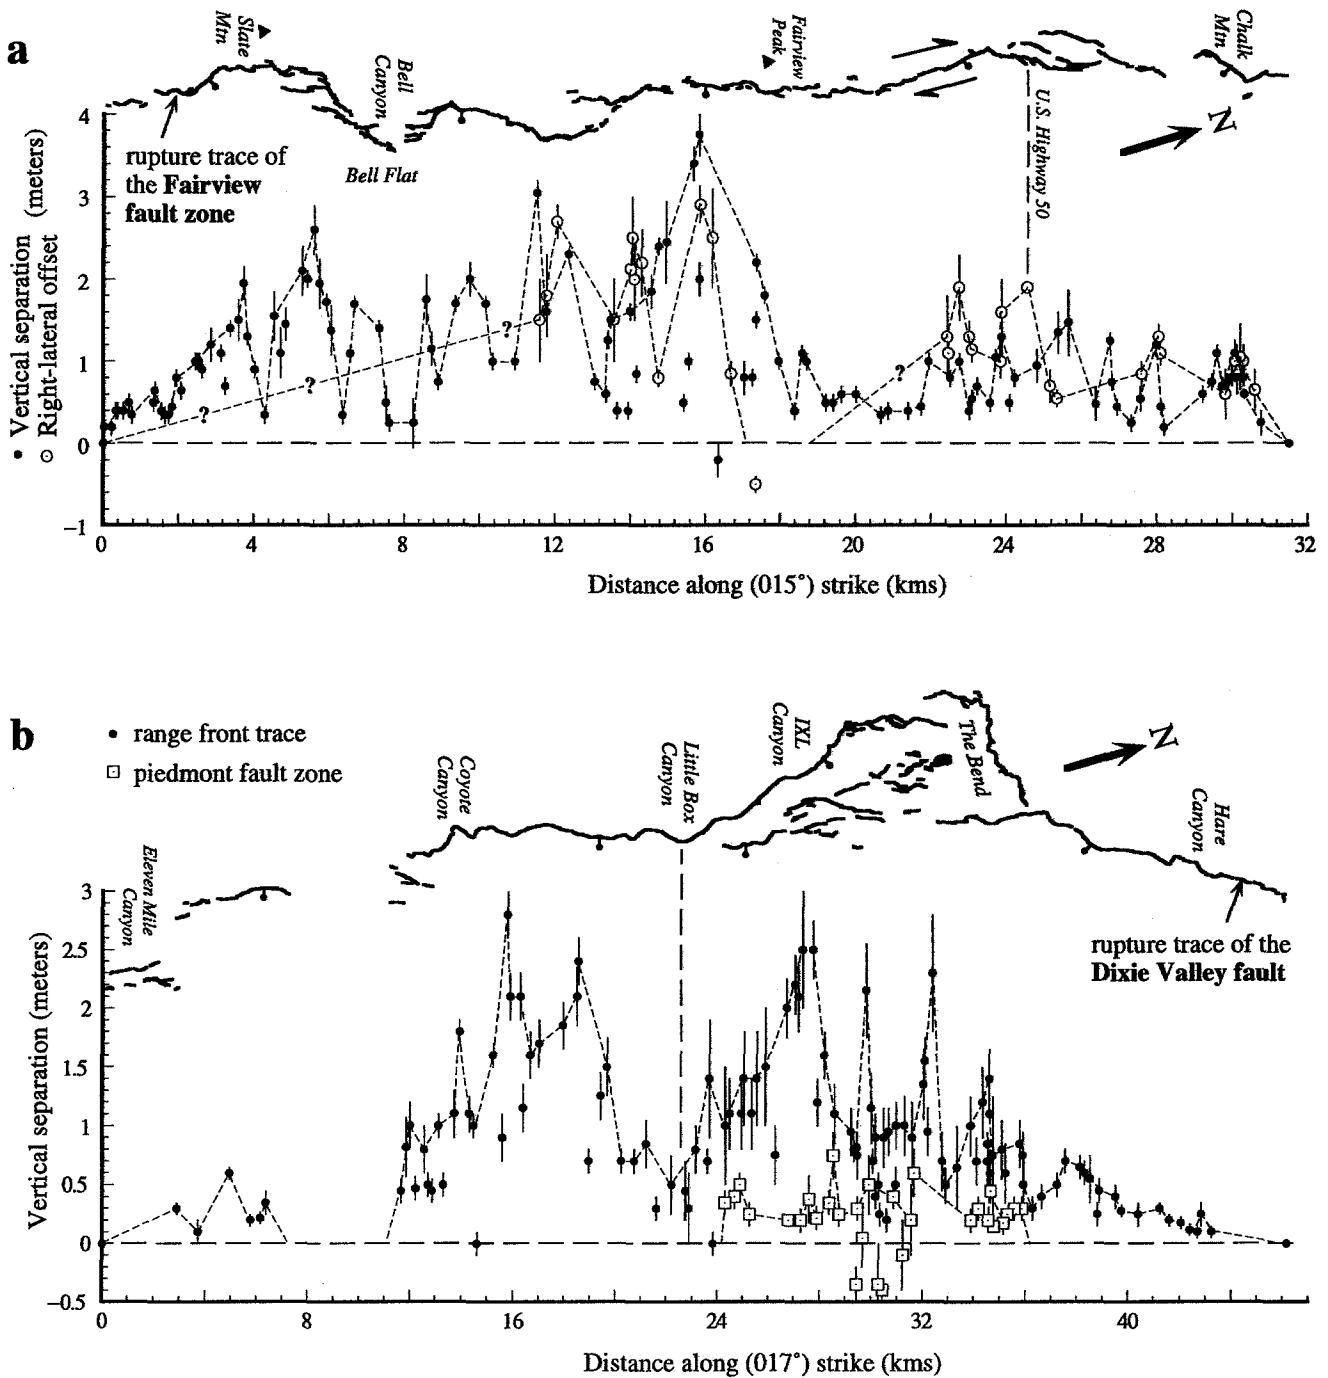 a
Slate
Mtn
Bell
Canyon
Fairview
Peak
Chalk
Mtn
N
U.S. Highway 50
rupture trace of
the Fairview
fault zone
Bell Flat
• Vertical separation (meters)
⊙ Right-lateral offset
4
3
2
1
0
−1
?
?
?
?
?
0 4 8 12 16 20 24 28 32
Distance along (015°) strike (kms)
b
• range front trace
⊡ piedmont fault zone
Eleven Mile
Canyon
Coyote
Canyon
Little Box
Canyon
IXL
Canyon
The Bend
N
Hare
Canyon
rupture trace of the
Dixie Valley fault
Vertical separation (meters)
3
2.5
2
1.5
1
0.5
0
−0.5
0 8 16 24 32 40
Distance along (017°) strike (kms)